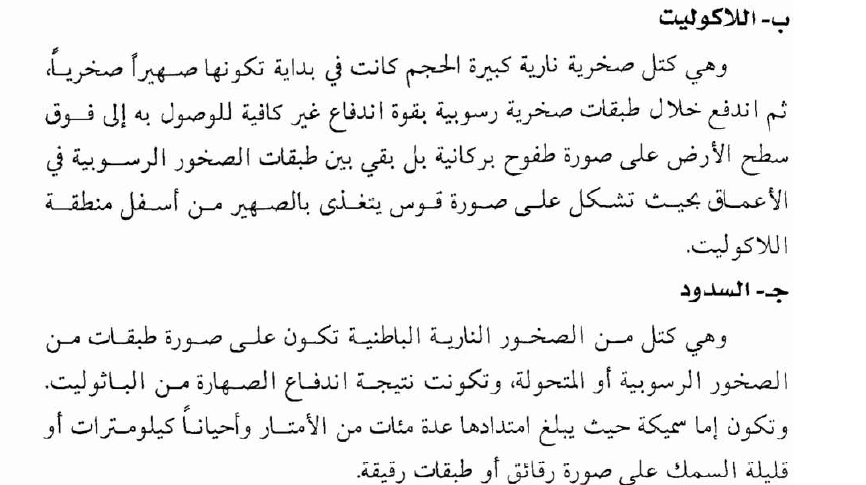 ب- اللاكوليت
وهي كتل صخرية نارية كبيرة الحجم كانت في بداية تكونها صهيراً صخرياً،
ثم اندفع خلال طبقات صخرية رسوبية بقوة اندفاع غير كافية للوصول به إلى فوق
سطح الأرض على صورة طفوح بركانية بل بقي بين طبقات الصخور الرسوبية في
الأعماق بحيث تشكل على صورة قوس يتغذى بالصهير من أسفل منطقة
اللاكوليت.
جـ- السدود
وهي كتل من الصخور النارية الباطنية تكون على صورة طبقات من
الصخور الرسوبية أو المتحولة، وتكونت نتيجة اندفاع الصهارة من الباثوليت.
وتكون إما سميكة حيث يبلغ امتدادها عدة مئات من الأمتار وأحياناً كيلومترات أو
قليلة السمك على صورة رقائق أو طبقات رقيقة.